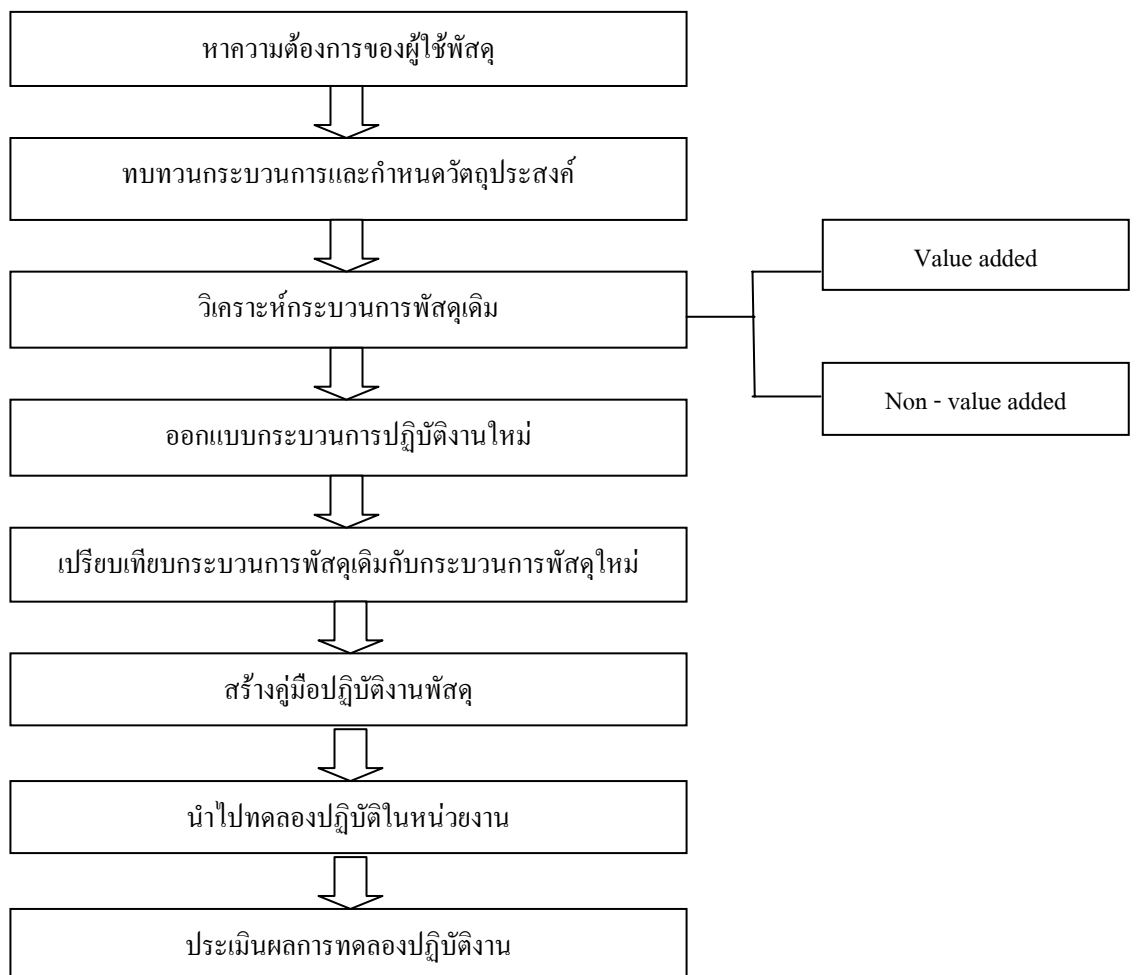 หาความต้องการของผู้ใช้พัสดุ
ทบทวนกระบวนการและกำหนดวัตถุประสงค์
วิเคราะห์กระบวนการพัสดุเดิม
Value added
Non - value added
ออกแบบกระบวนการปฏิบัติงานใหม่
เปรียบเทียบกระบวนการพัสดุเดิมกับกระบวนการพัสดุใหม่
สร้างคู่มือปฏิบัติงานพัสดุ
นำไปทดลองปฏิบัติในหน่วยงาน
ประเมินผลการทดลองปฏิบัติงาน